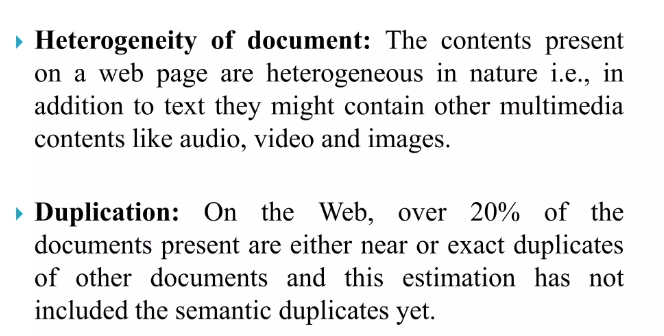 Heterogeneity of document: The contents present
on a web page are heterogeneous in nature i.e., in
addition to text they might contain other multimedia
contents like audio, video and images.
Duplication: On the Web, over 20% of the
documents present are either near or exact duplicates
of other documents and this estimation has not
included the semantic duplicates yet.